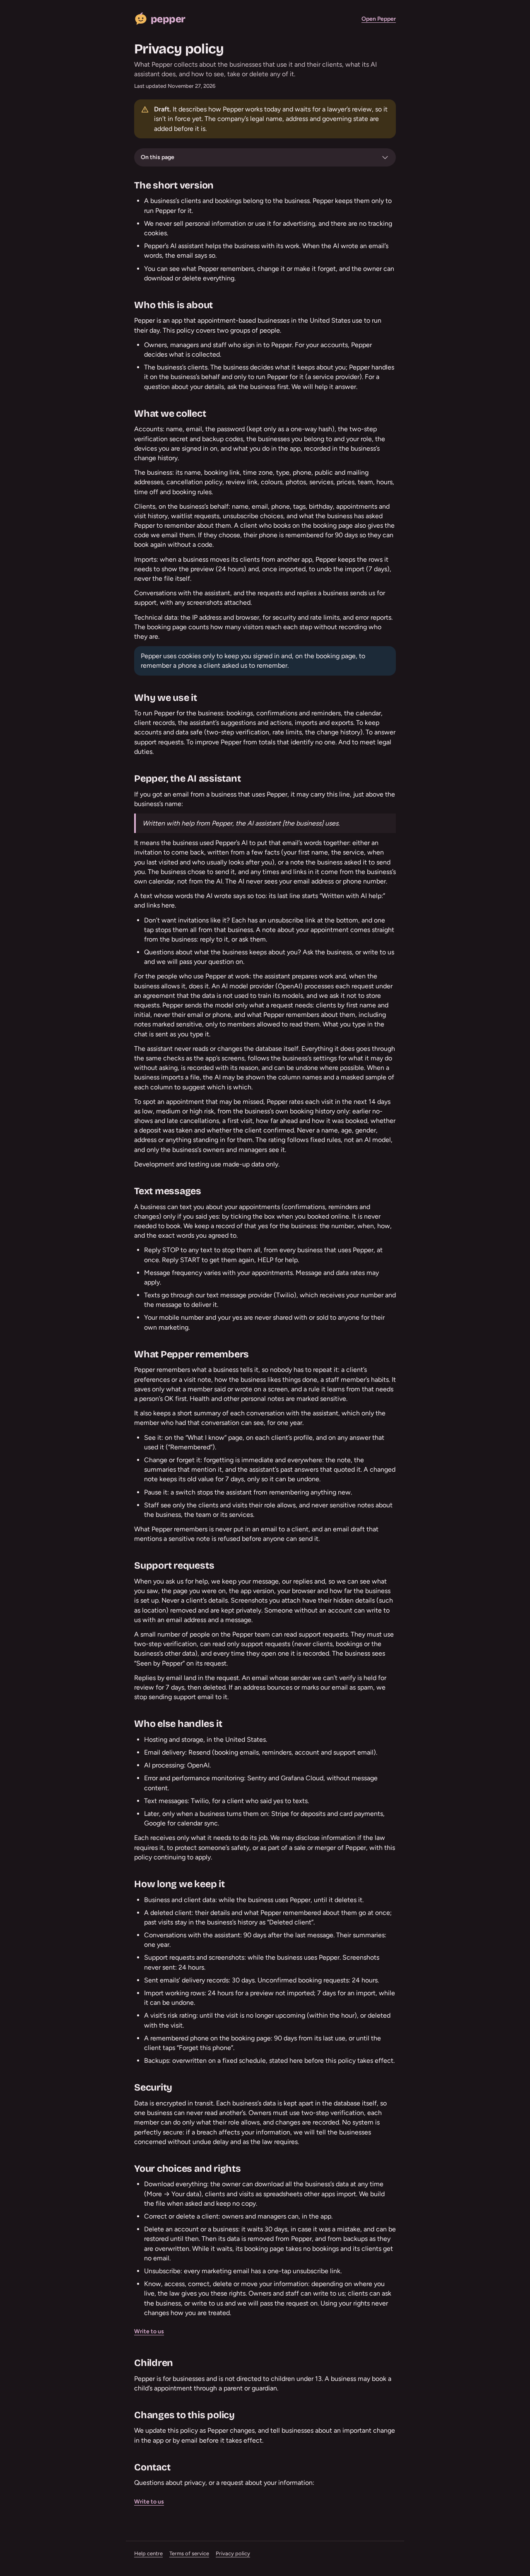 pepper
Open Pepper
Privacy policy
What Pepper collects about the businesses that use it and their clients, what its AI
assistant does, and how to see, take or delete any of it.
Last updated November 27, 2026
Draft. It describes how Pepper works today and waits for a lawyer's review, so it
isn't in force yet. The company's legal name, address and governing state are
added before it is.
On this page
The short version
• A business's clients and bookings belong to the business. Pepper keeps them only to
run Pepper for it.
• We never sell personal information or use it for advertising, and there are no tracking
cookies.
• Pepper's AI assistant helps the business with its work. When the AI wrote an email's
words, the email says so.
• You can see what Pepper remembers, change it or make it forget, and the owner can
download or delete everything.
Who this is about
Pepper is an app that appointment-based businesses in the United States use to run
their day. This policy covers two groups of people.
• Owners, managers and staff who sign in to Pepper. For your accounts, Pepper
decides what is collected.
• The business's clients. The business decides what it keeps about you; Pepper handles
it on the business's behalf and only to run Pepper for it (a service provider). For a
question about your details, ask the business first. We will help it answer.
What we collect
Accounts: name, email, the password (kept only as a one-way hash), the two-step
verification secret and backup codes, the businesses you belong to and your role, the
devices you are signed in on, and what you do in the app, recorded in the business's
change history.
The business: its name, booking link, time zone, type, phone, public and mailing
addresses, cancellation policy, review link, colours, photos, services, prices, team, hours,
time off and booking rules.
Clients, on the business's behalf: name, email, phone, tags, birthday, appointments and
visit history, waitlist requests, unsubscribe choices, and what the business has asked
Pepper to remember about them. A client who books on the booking page also gives the
code we email them. If they choose, their phone is remembered for 90 days so they can
book again without a code.
Imports: when a business moves its clients from another app, Pepper keeps the rows it
needs to show the preview (24 hours) and, once imported, to undo the import (7 days),
never the file itself.
Conversations with the assistant, and the requests and replies a business sends us for
support, with any screenshots attached.
Technical data: the IP address and browser, for security and rate limits, and error reports.
The booking page counts how many visitors reach each step without recording who
they are.
Pepper uses cookies only to keep you signed in and, on the booking page, to
remember a phone a client asked us to remember.
Why we use it
To run Pepper for the business: bookings, confirmations and reminders, the calendar,
client records, the assistant's suggestions and actions, imports and exports. To keep
accounts and data safe (two-step verification, rate limits, the change history). To answer
support requests. To improve Pepper from totals that identify no one. And to meet legal
duties.
Pepper, the AI assistant
If you got an email from a business that uses Pepper, it may carry this line, just above the
business's name:
Written with help from Pepper, the AI assistant [the business] uses.
It means the business used Pepper's AI to put that email's words together: either an
invitation to come back, written from a few facts (your first name, the service, when
you last visited and who usually looks after you), or a note the business asked it to send
you. The business chose to send it, and any times and links in it come from the business's
own calendar, not from the AI. The AI never sees your email address or phone number.
A text whose words the AI wrote says so too: its last line starts "Written with AI help:"
and links here.
• Don't want invitations like it? Each has an unsubscribe link at the bottom, and one
tap stops them all from that business. A note about your appointment comes straight
from the business: reply to it, or ask them.
• Questions about what the business keeps about you? Ask the business, or write to us
and we will pass your question on.
For the people who use Pepper at work: the assistant prepares work and, when the
business allows it, does it. An AI model provider (OpenAI) processes each request under
an agreement that the data is not used to train its models, and we ask it not to store
requests. Pepper sends the model only what a request needs: clients by first name and
initial, never their email or phone, and what Pepper remembers about them, including
notes marked sensitive, only to members allowed to read them. What you type in the
chat is sent as you type it.
The assistant never reads or changes the database itself. Everything it does goes through
the same checks as the app's screens, follows the business's settings for what it may do
without asking, is recorded with its reason, and can be undone where possible. When a
business imports a file, the AI may be shown the column names and a masked sample of
each column to suggest which is which.
To spot an appointment that may be missed, Pepper rates each visit in the next 14 days
as low, medium or high risk, from the business's own booking history only: earlier no-
shows and late cancellations, a first visit, how far ahead and how it was booked, whether
a deposit was taken and whether the client confirmed. Never a name, age, gender,
address or anything standing in for them. The rating follows fixed rules, not an AI model,
and only the business's owners and managers see it.
Development and testing use made-up data only.
Text messages
A business can text you about your appointments (confirmations, reminders and
changes) only if you said yes: by ticking the box when you booked online. It is never
needed to book. We keep a record of that yes for the business: the number, when, how,
and the exact words you agreed to.
• Reply STOP to any text to stop them all, from every business that uses Pepper, at
once. Reply START to get them again, HELP for help.
• Message frequency varies with your appointments. Message and data rates may
apply.
• Texts go through our text message provider (Twilio), which receives your number and
the message to deliver it.
• Your mobile number and your yes are never shared with or sold to anyone for their
own marketing.
What Pepper remembers
Pepper remembers what a business tells it, so nobody has to repeat it: a client's
preferences or a visit note, how the business likes things done, a staff member's habits. It
saves only what a member said or wrote on a screen, and a rule it learns from that needs
a person's OK first. Health and other personal notes are marked sensitive.
It also keeps a short summary of each conversation with the assistant, which only the
member who had that conversation can see, for one year.
• See it: on the "What I know" page, on each client's profile, and on any answer that
used it ("Remembered").
• Change or forget it: forgetting is immediate and everywhere: the note, the
summaries that mention it, and the assistant's past answers that quoted it. A changed
note keeps its old value for 7 days, only so it can be undone.
• Pause it: a switch stops the assistant from remembering anything new.
• Staff see only the clients and visits their role allows, and never sensitive notes about
the business, the team or its services.
What Pepper remembers is never put in an email to a client, and an email draft that
mentions a sensitive note is refused before anyone can send it.
Support requests
When you ask us for help, we keep your message, our replies and, so we can see what
you saw, the page you were on, the app version, your browser and how far the business
is set up. Never a client's details. Screenshots you attach have their hidden details (such
as location) removed and are kept privately. Someone without an account can write to
us with an email address and a message.
A small number of people on the Pepper team can read support requests. They must use
two-step verification, can read only support requests (never clients, bookings or the
business's other data), and every time they open one it is recorded. The business sees
"Seen by Pepper" on its request.
Replies by email land in the request. An email whose sender we can't verify is held for
review for 7 days, then deleted. If an address bounces or marks our email as spam, we
stop sending support email to it.
Who else handles it
• Hosting and storage, in the United States.
• Email delivery: Resend (booking emails, reminders, account and support email).
• AI processing: OpenAI.
• Error and performance monitoring: Sentry and Grafana Cloud, without message
content.
• Text messages: Twilio, for a client who said yes to texts.
• Later, only when a business turns them on: Stripe for deposits and card payments,
Google for calendar sync.
Each receives only what it needs to do its job. We may disclose information if the law
requires it, to protect someone's safety, or as part of a sale or merger of Pepper, with this
policy continuing to apply.
How long we keep it
• Business and client data: while the business uses Pepper, until it deletes it.
• A deleted client: their details and what Pepper remembered about them go at once;
past visits stay in the business's history as "Deleted client".
• Conversations with the assistant: 90 days after the last message. Their summaries:
one year.
• Support requests and screenshots: while the business uses Pepper. Screenshots
never sent: 24 hours.
• Sent emails' delivery records: 30 days. Unconfirmed booking requests: 24 hours.
• Import working rows: 24 hours for a preview not imported; 7 days for an import, while
it can be undone.
• A visit's risk rating: until the visit is no longer upcoming (within the hour), or deleted
with the visit.
• A remembered phone on the booking page: 90 days from its last use, or until the
client taps "Forget this phone".
• Backups: overwritten on a fixed schedule, stated here before this policy takes effect.
Security
Data is encrypted in transit. Each business's data is kept apart in the database itself, so
one business can never read another's. Owners must use two-step verification, each
member can do only what their role allows, and changes are recorded. No system is
perfectly secure: if a breach affects your information, we will tell the businesses
concerned without undue delay and as the law requires.
Your choices and rights
• Download everything: the owner can download all the business's data at any time
(More → Your data), clients and visits as spreadsheets other apps import. We build
the file when asked and keep no copy.
• Correct or delete a client: owners and managers can, in the app.
• Delete an account or a business: it waits 30 days, in case it was a mistake, and can be
restored until then. Then its data is removed from Pepper, and from backups as they
are overwritten. While it waits, its booking page takes no bookings and its clients get
no email.
• Unsubscribe: every marketing email has a one-tap unsubscribe link.
• Know, access, correct, delete or move your information: depending on where you
live, the law gives you these rights. Owners and staff can write to us; clients can ask
the business, or write to us and we will pass the request on. Using your rights never
changes how you are treated.
Write to us
Children
Pepper is for businesses and is not directed to children under 13. A business may book a
child's appointment through a parent or guardian.
Changes to this policy
We update this policy as Pepper changes, and tell businesses about an important change
in the app or by email before it takes effect.
Contact
Questions about privacy, or a request about your information:
Write to us
Help centre
Terms of service
Privacy policy